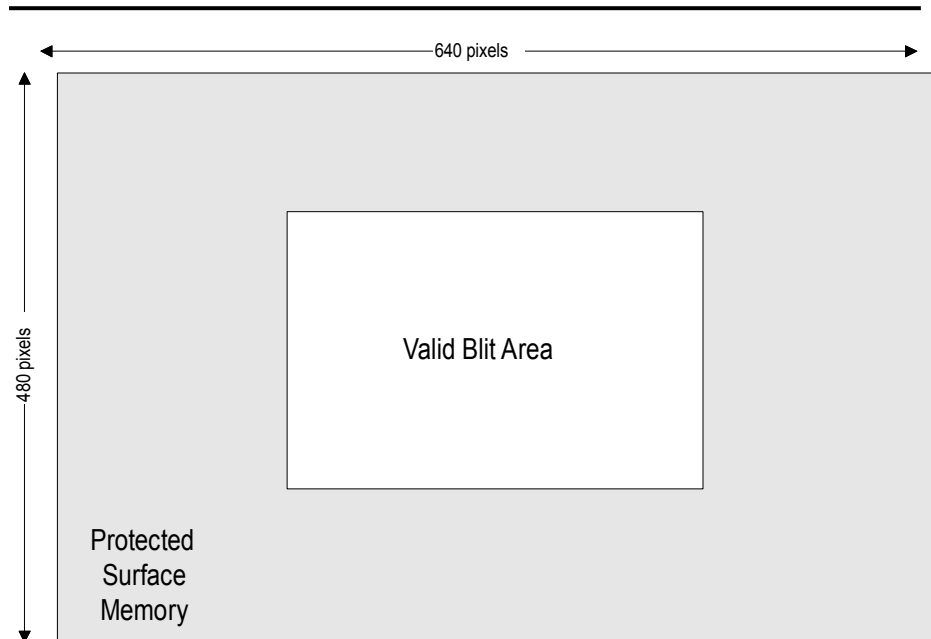 640 pixels
480 pixels
Valid Blit Area
Protected
Surface
Memory